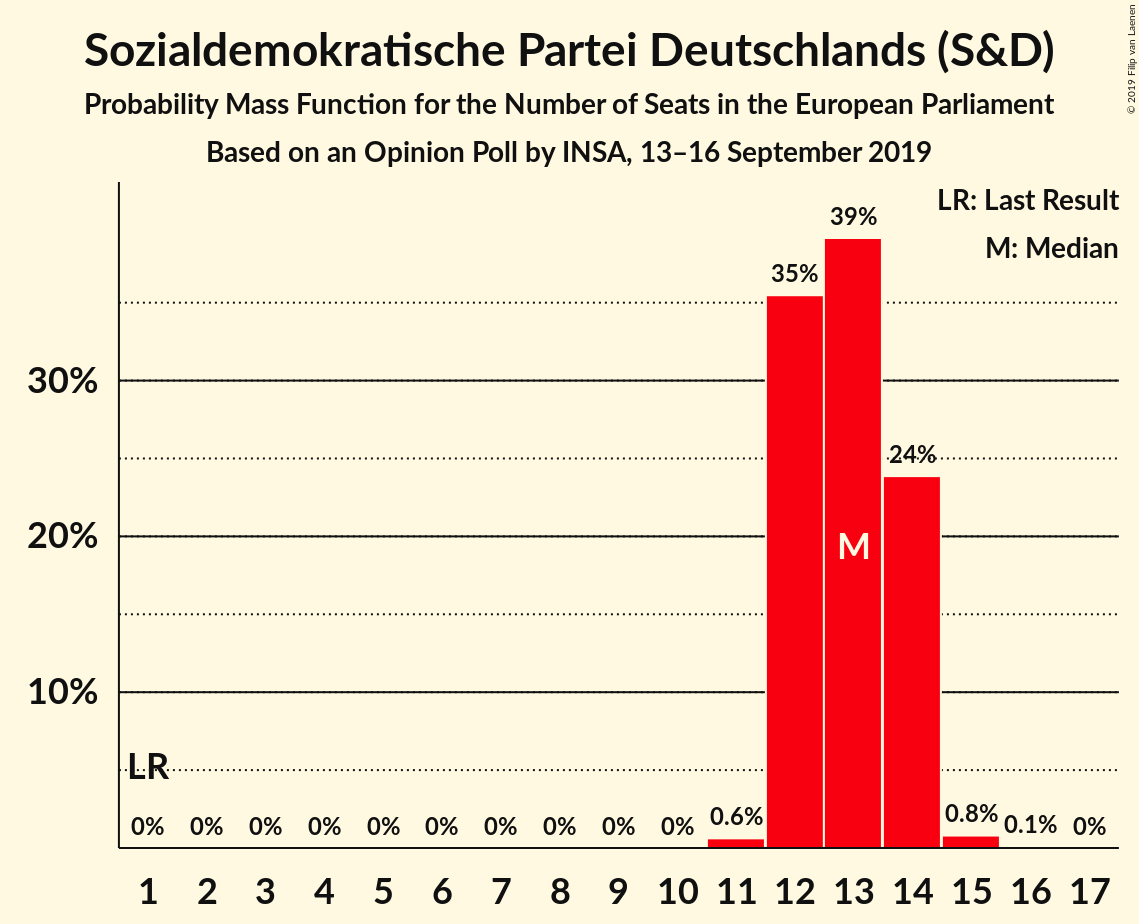 Sozialdemokratische Partei Deutschlands (S&D)
Probability Mass Function for the Number of Seats in the European Parliament
Based on an Opinion Poll by INSA, 13–16 September 2019
© 2019 Filip van Laenen
LR: Last Result
M: Median
39%
35%
30%
24%
20%
M
10%
LR
0% 0% 0% 0% 0% 0% 0% 0% 0% 0% 0.6% 0.8% 0.1% 0%
1 2 3 4 5 6 7 8 9 10 11 12 13 14 15 16 17